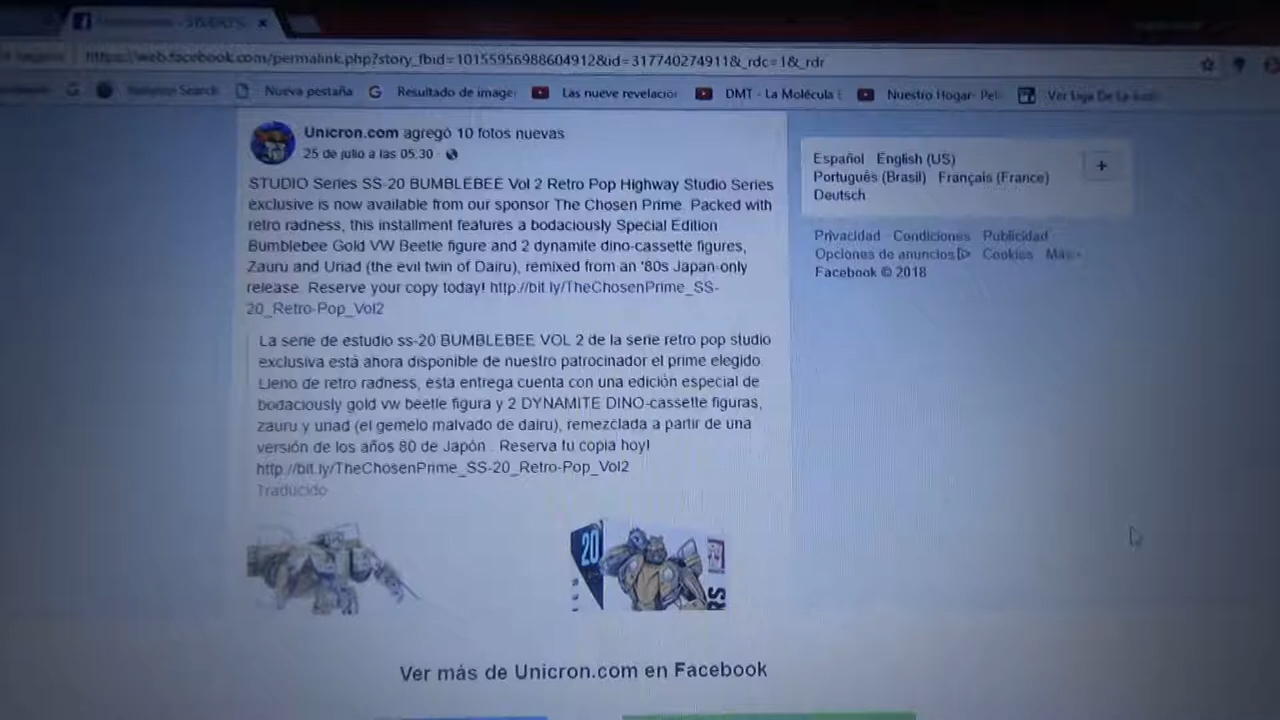 https://web.facebook.com/permalink.php?story_fbid=10155956988604912&id=317740274911&_rdc=1&_rdr
Search Nueva pestaña Resultado de image Las nueve revelacion DMT - La Molécula Nuestro Hogar- Pel Ver Liga De La
Unicron.com agregó 10 fotos nuevas
25 de julio a las 05:30
STUDIO Series SS-20 BUMBLEBEE Vol 2 Retro Pop Highway Studio Series
exclusive is now available from our sponsor The Chosen Prime. Packed with
retro radness, this installment features a bodaciously Special Edition
Bumblebee Gold VW Beetle figure and 2 dynamite dino-cassette figures,
Zauru and Unad (the evil twin of Dairu), remixed from an '80s Japan-only
release. Reserve your copy today! http://bit.ly/TheChosenPrime_SS-
20_Retro-Pop_Vol2
La serie de estudio ss-20 BUMBLEBEE VOL 2 de la serie retro pop studio
exclusiva está ahora disponible de nuestro patrocinador el prime elegido.
Lleno de retro radness, esta entrega cuenta con una edición especial de
bodaciously gold vw beetle figura y 2 DYNAMITE DINO-cassette figuras,
zauru y unad (el gemelo malvado de dairu), remezclada a partir de una
versión de los años 80 de Japón . Reserva tu copia hoy!
http://bit.ly/TheChosenPrime_SS-20_Retro-Pop_Vol2
Traducido
20
RS
Ver más de Unicron.com en Facebook
Español English (US)
Português (Brasil) Français (France)
Deutsch
+
Privacidad Condiciones Publicidad
Opciones de anuncios Cookies Más
Facebook © 2018